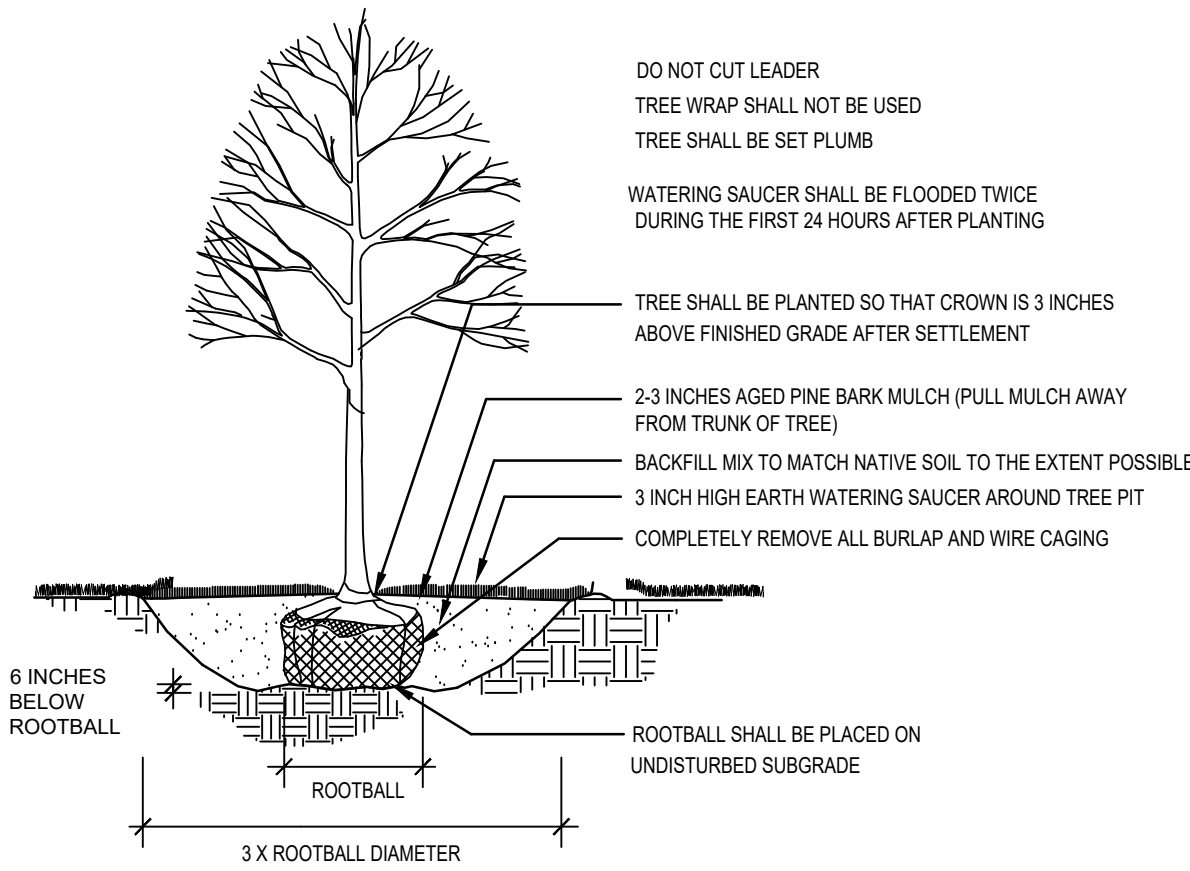 DO NOT CUT LEADER
TREE WRAP SHALL NOT BE USED
TREE SHALL BE SET PLUMB
WATERING SAUCER SHALL BE FLOODED TWICE
DURING THE FIRST 24 HOURS AFTER PLANTING
TREE SHALL BE PLANTED SO THAT CROWN IS 3 INCHES
ABOVE FINISHED GRADE AFTER SETTLEMENT
2-3 INCHES AGED PINE BARK MULCH (PULL MULCH AWAY
FROM TRUNK OF TREE)
BACKFILL MIX TO MATCH NATIVE SOIL TO THE EXTENT POSSIBLE
3 INCH HIGH EARTH WATERING SAUCER AROUND TREE PIT
COMPLETELY REMOVE ALL BURLAP AND WIRE CAGING
6 INCHES
BELOW
ROOTBALL
ROOTBALL SHALL BE PLACED ON
UNDISTURBED SUBGRADE
ROOTBALL
3 X ROOTBALL DIAMETER